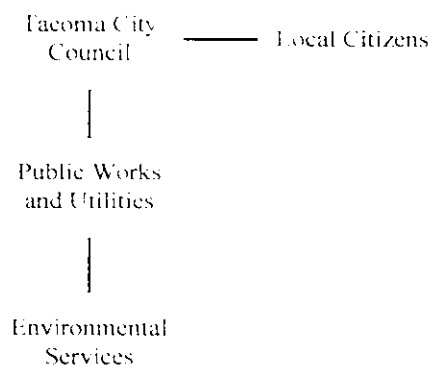 Tacoma City
Council
Local Citizens
Public Works
and Utilities
Environmental
Services